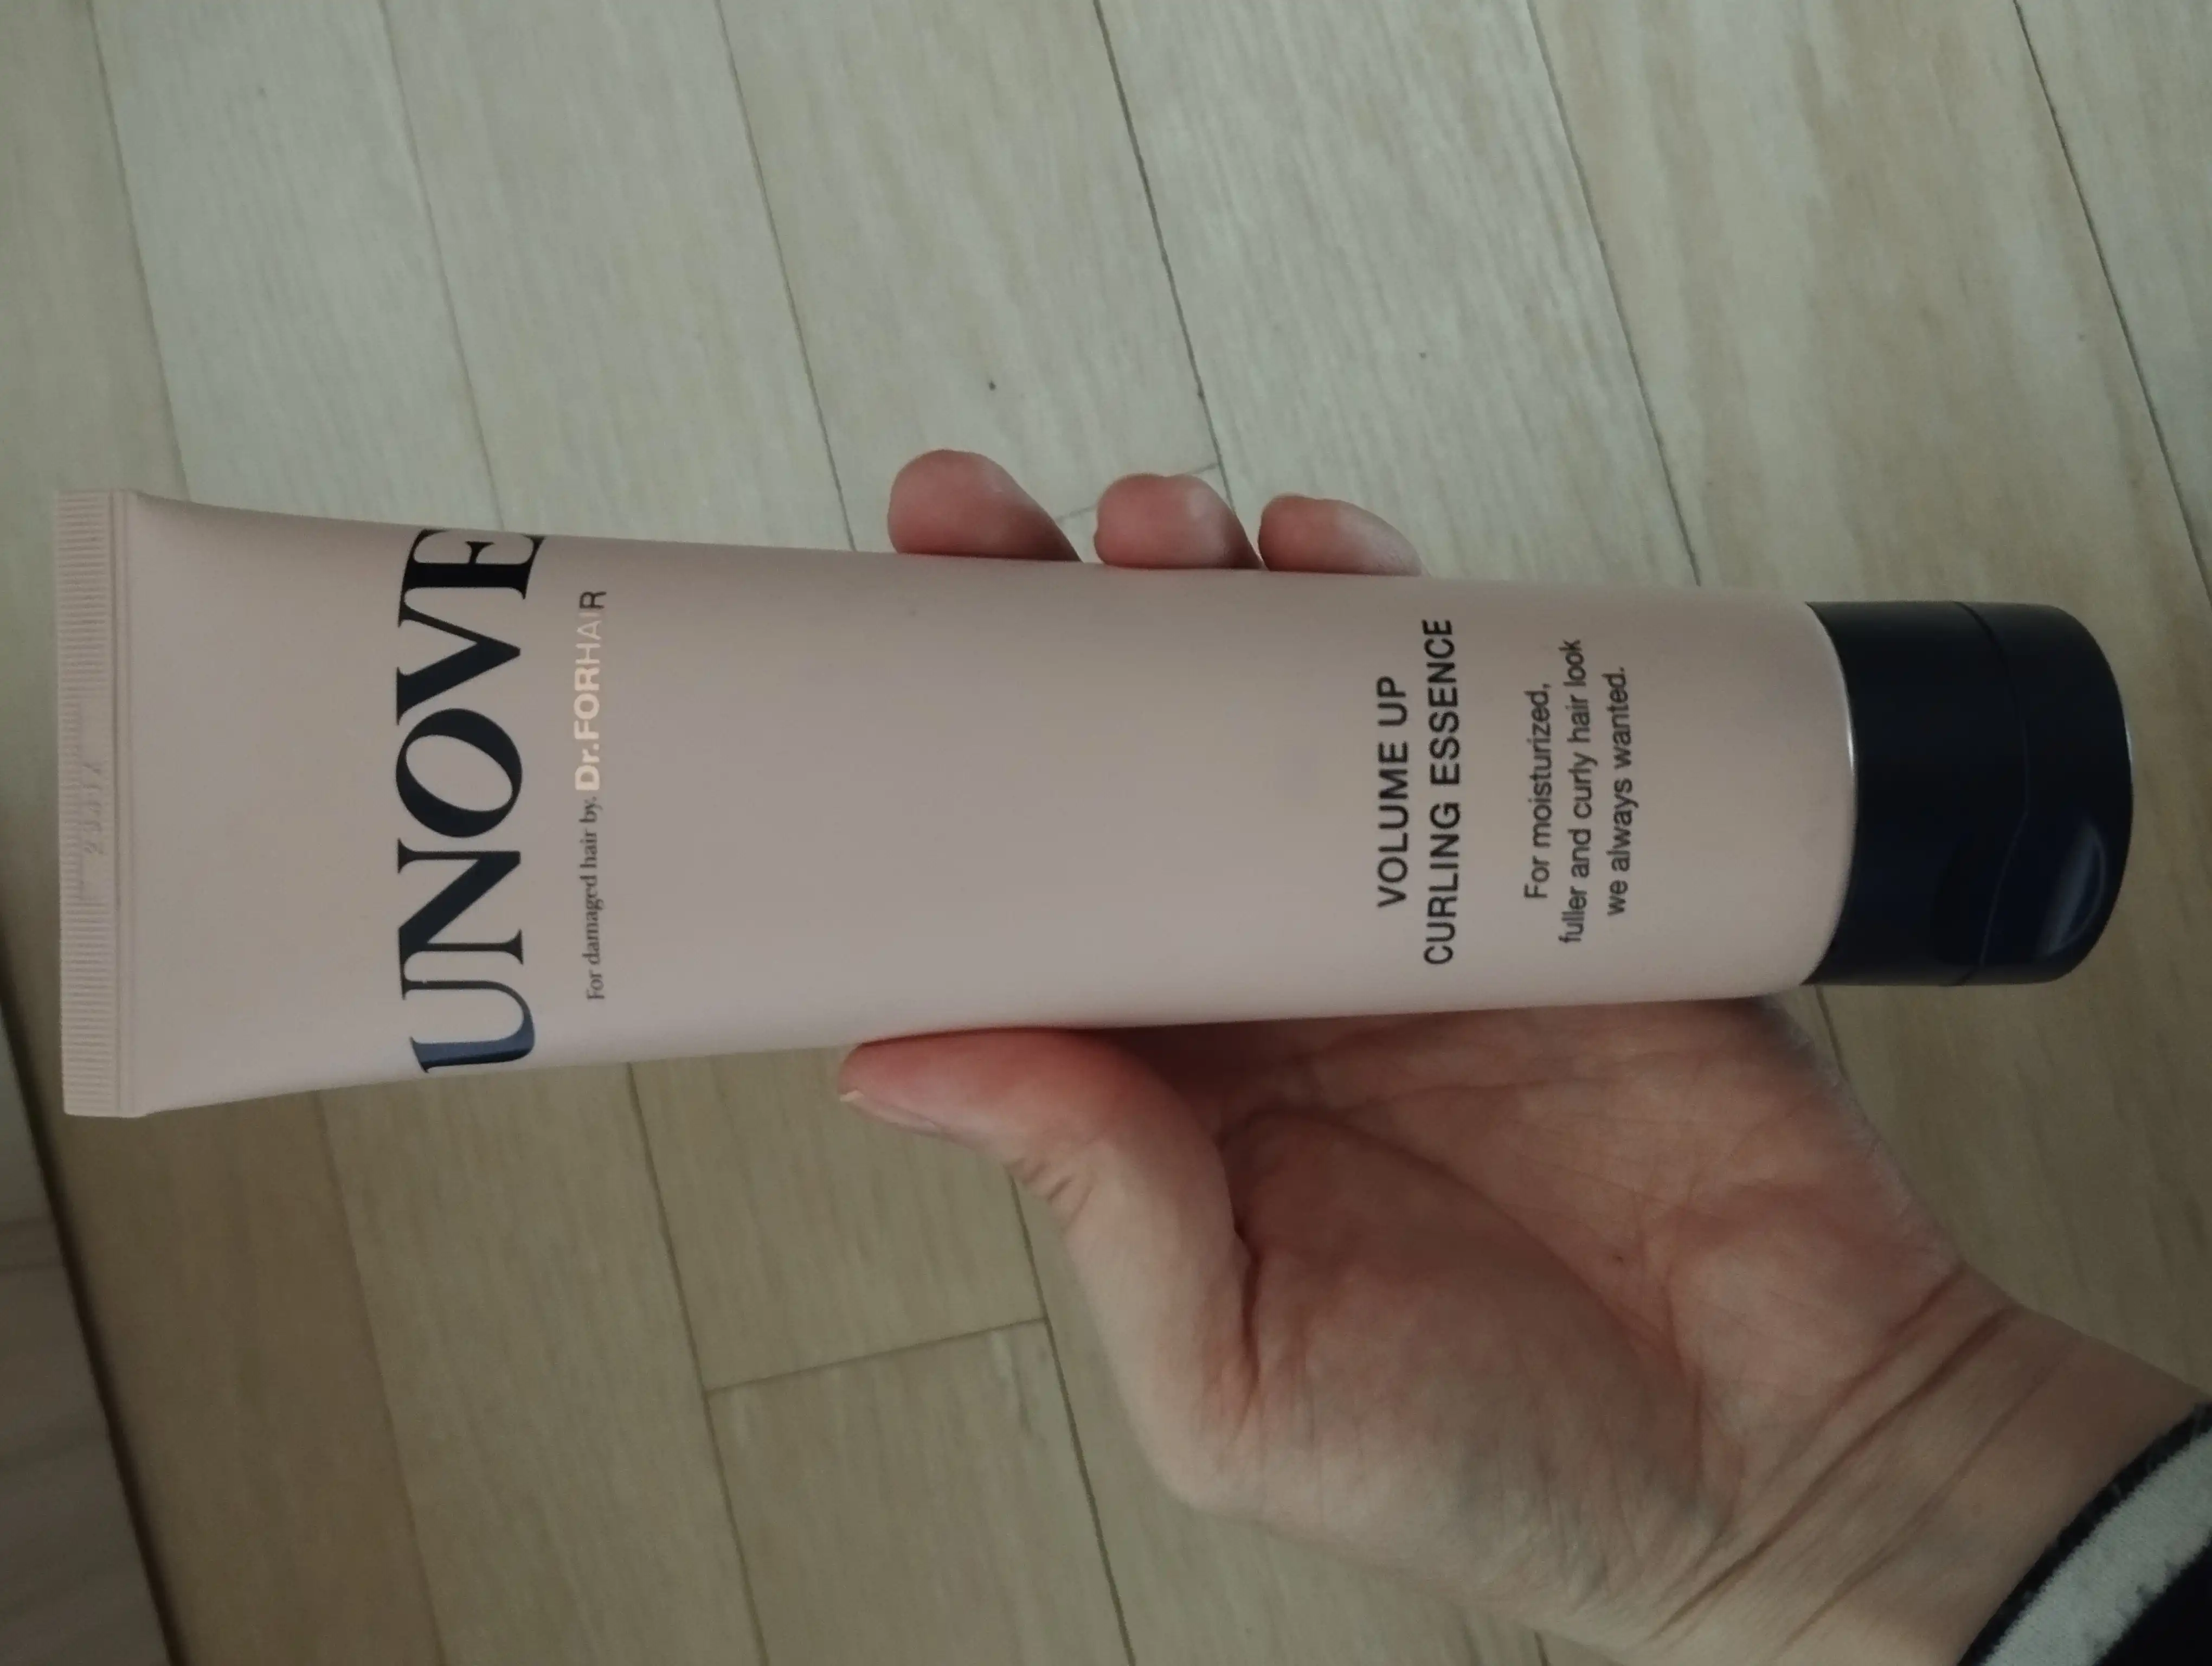 UNOVE
For damaged hair by. Dr.FORHAIR
VOLUME UP
CURLING ESSENCE
For moisturized,
fuller and curly hair look
we always wanted.